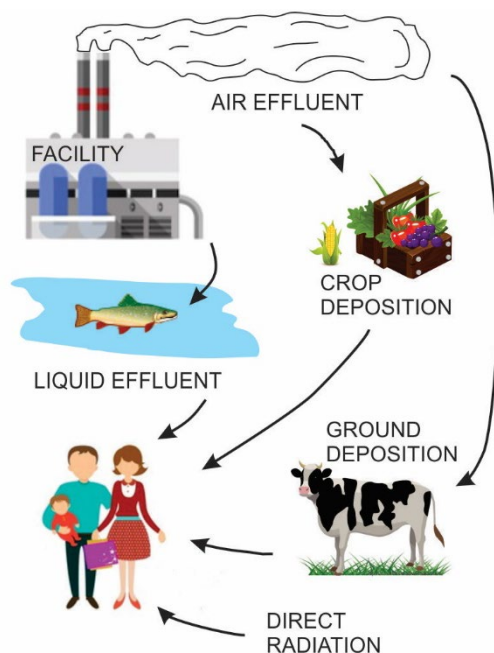 AIR EFFLUENT
FACILITY
CROP
DEPOSITION
LIQUID EFFLUENT
GROUND
DEPOSITION
DIRECT
RADIATION